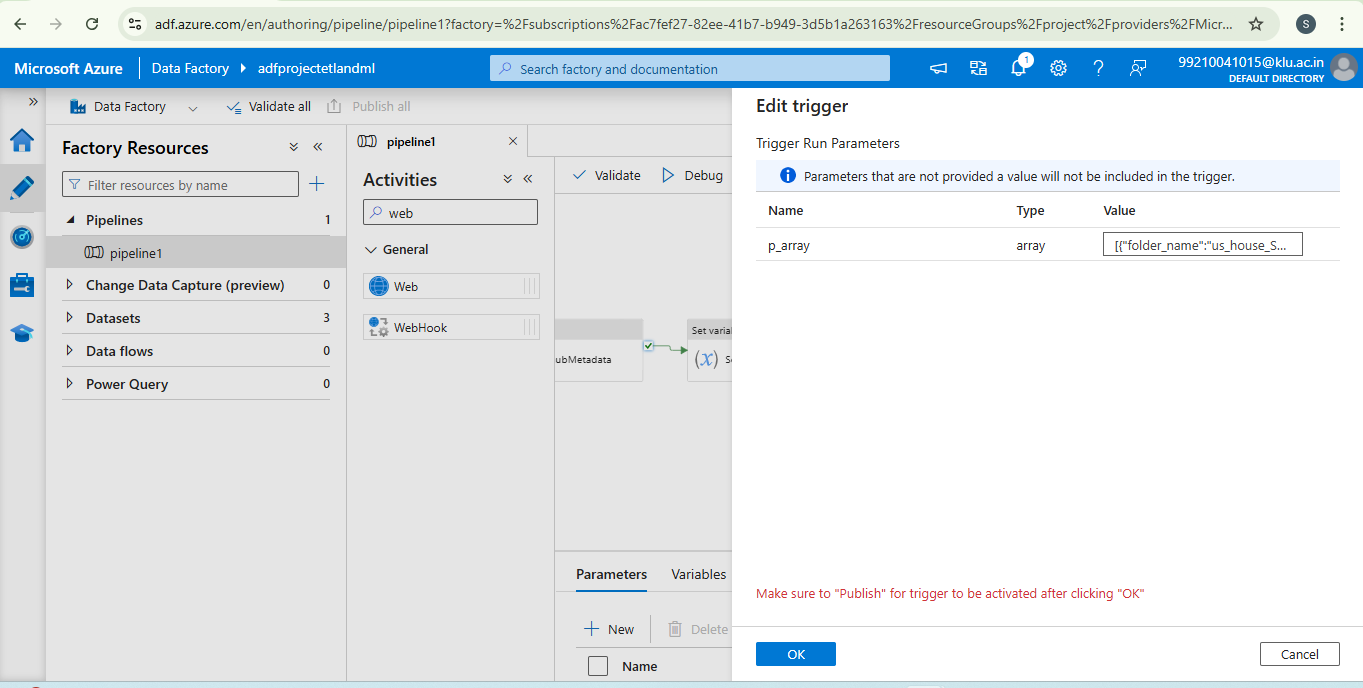 adf.azure.com/en/authoring/pipeline/pipeline1?factory=%2Fsubscriptions%2Fac7fef27-82ee-41b7-b949-3d5b1a263163%2FresourceGroups%2Fproject%2Fproviders%2FMicr...
S
Microsoft Azure
Data Factory
adfprojectetlandml
Search factory and documentation
1
99210041015@klu.ac.in
DEFAULT DIRECTORY
Data Factory
Validate all
Publish all
Factory Resources
Filter resources by name
Pipelines 1
pipeline1
Change Data Capture (preview) 0
Datasets 3
Data flows 0
Power Query 0
pipeline1
Activities
web
General
Web
WebHook
Validate
Debug
ubMetadata
Set varia
(x) Se
Parameters
Variables
New
Delete
Name
Edit trigger
Trigger Run Parameters
Parameters that are not provided a value will not be included in the trigger.
Name Type Value
p_array array [{"folder_name":"us_house_S...
Make sure to "Publish" for trigger to be activated after clicking "OK"
OK
Cancel